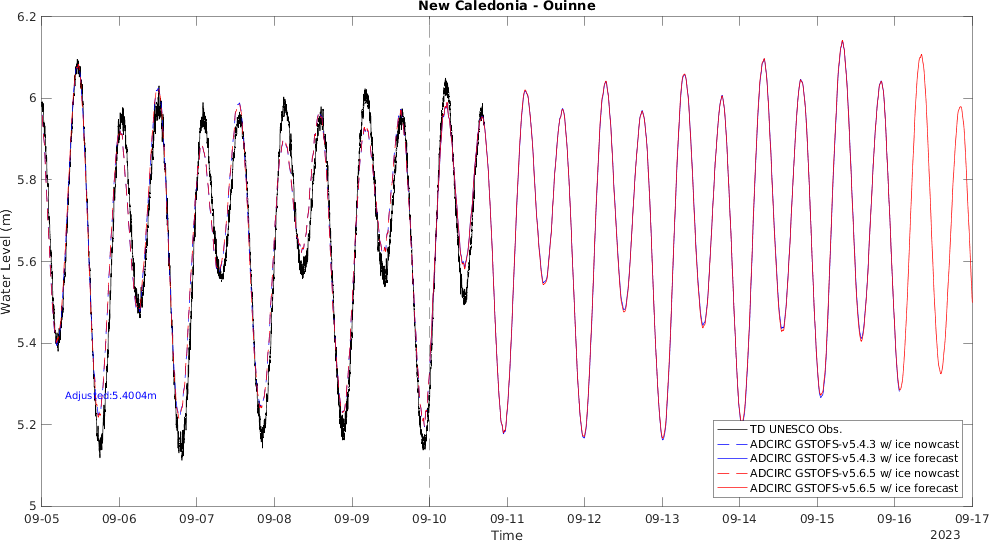 New Caledonia - Ouinne
6.2
6
5.8
5.6
5.4
5.2
5
Water Level (m)
Adjusted:5.4004m
TD UNESCO Obs.
ADCIRC GSTOFS-v5.4.3 w/ ice nowcast
ADCIRC GSTOFS-v5.4.3 w/ ice forecast
ADCIRC GSTOFS-v5.6.5 w/ ice nowcast
ADCIRC GSTOFS-v5.6.5 w/ ice forecast
09-05 09-06 09-07 09-08 09-09 09-10 09-11 09-12 09-13 09-14 09-15 09-16 09-17
Time
2023